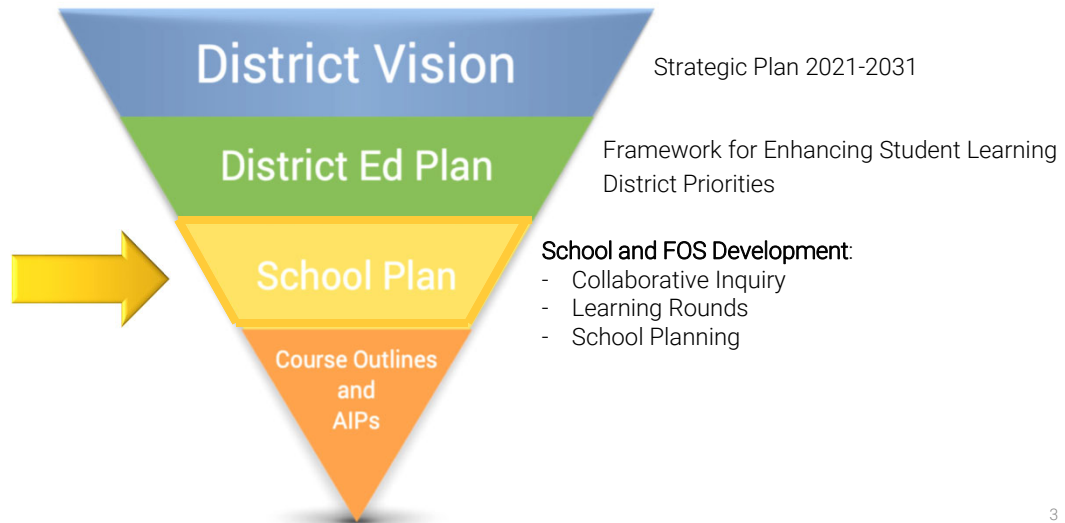 District Vision
Strategic Plan 2021-2031
District Ed Plan
Framework for Enhancing Student Learning
District Priorities
School Plan
School and FOS Development:
- Collaborative Inquiry
- Learning Rounds
- School Planning
Course Outlines
and
AIPs
3